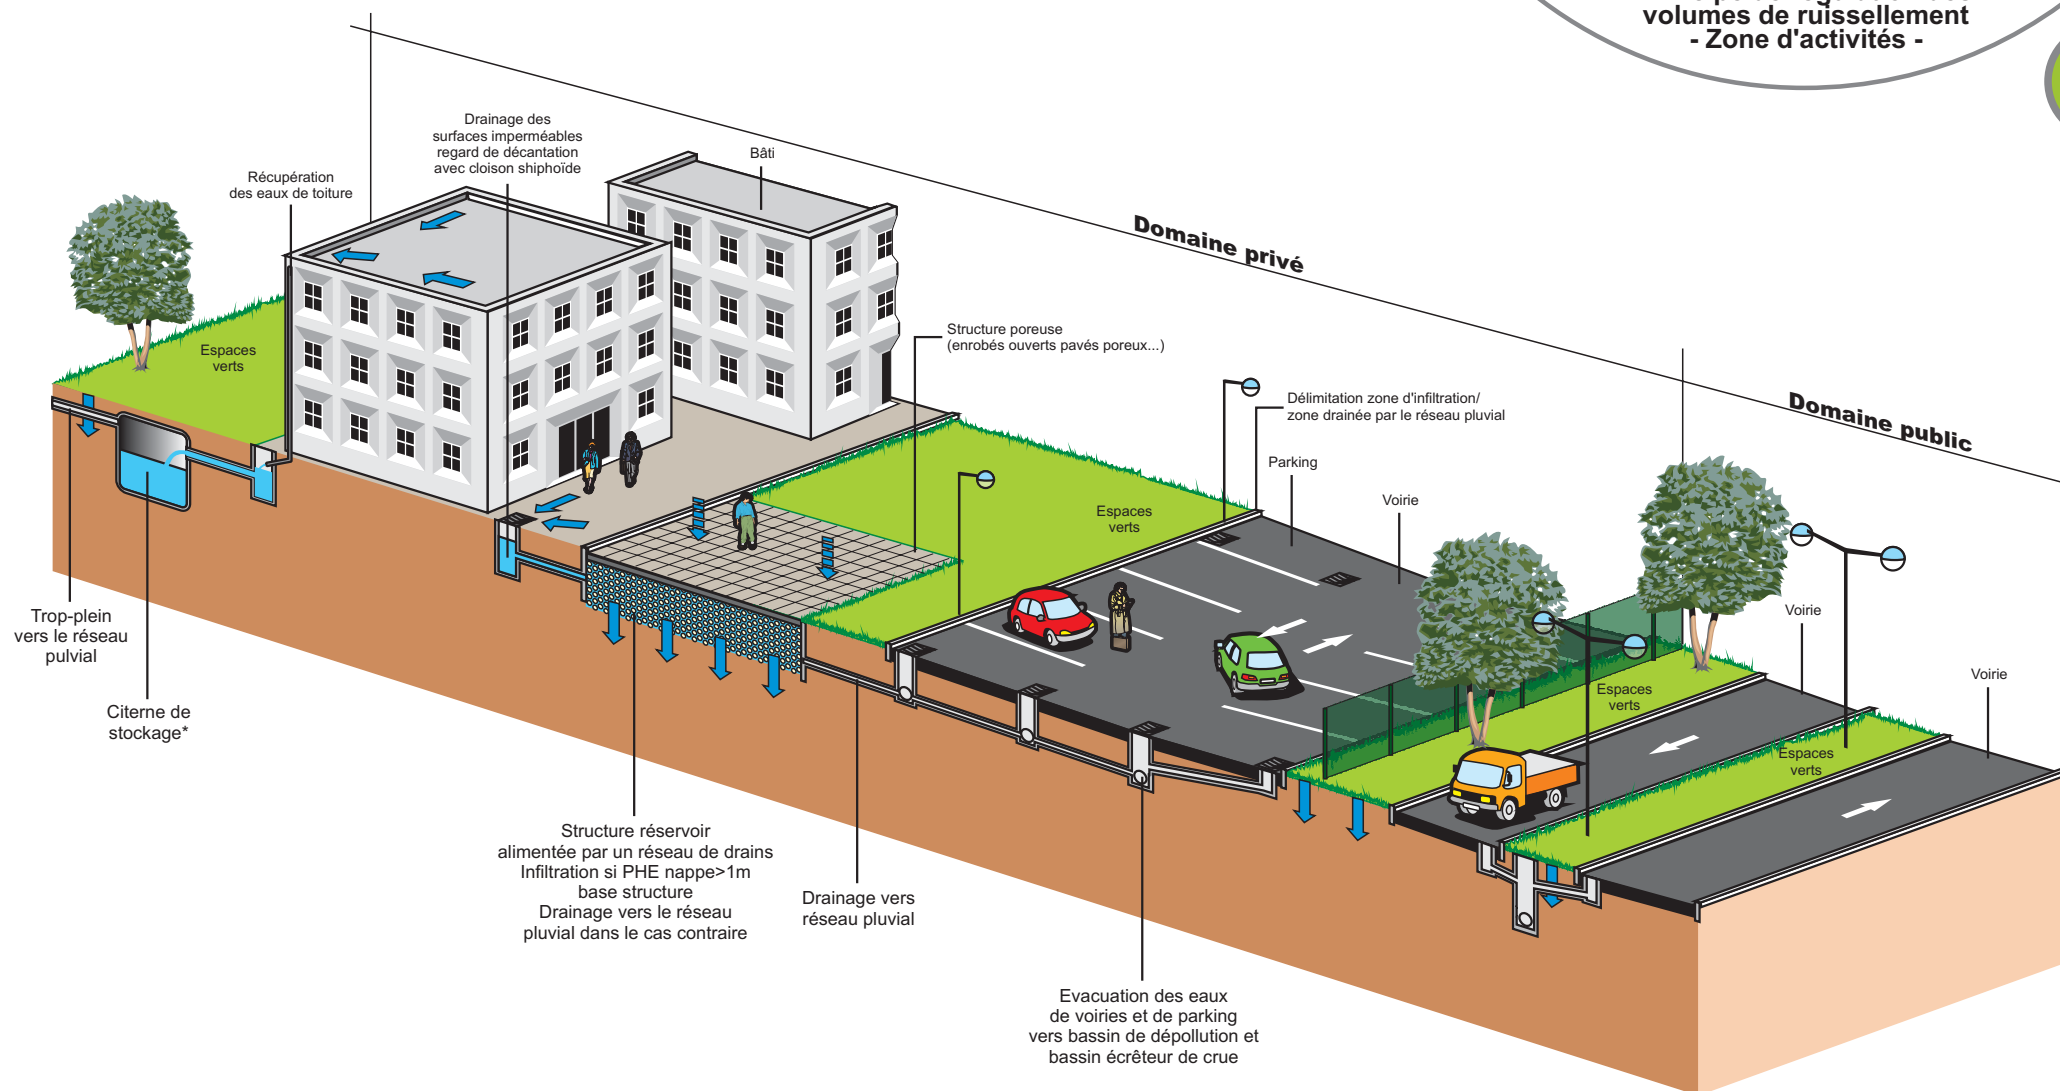 volumes de ruissellement
- Zone d'activités -
Drainage des
surfaces imperméables
regard de décantation
avec cloison shiphoïde
Bâti
Récupération
des eaux de toiture
Domaine privé
Structure poreuse
(enrobés ouverts pavés poreux...)
Espaces
verts
Délimitation zone d'infiltration/
zone drainée par le réseau pluvial
Domaine public
Parking
Voirie
Espaces
verts
Trop-plein
vers le réseau
pulvial
Citerne de
stockage*
Voirie
Voirie
Espaces
verts
Espaces
verts
Structure réservoir
alimentée par un réseau de drains
Infiltration si PHE nappe>1m
base structure
Drainage vers le réseau
pluvial dans le cas contraire
Drainage vers
réseau pluvial
Evacuation des eaux
de voiries et de parking
vers bassin de dépollution et
bassin écrêteur de crue